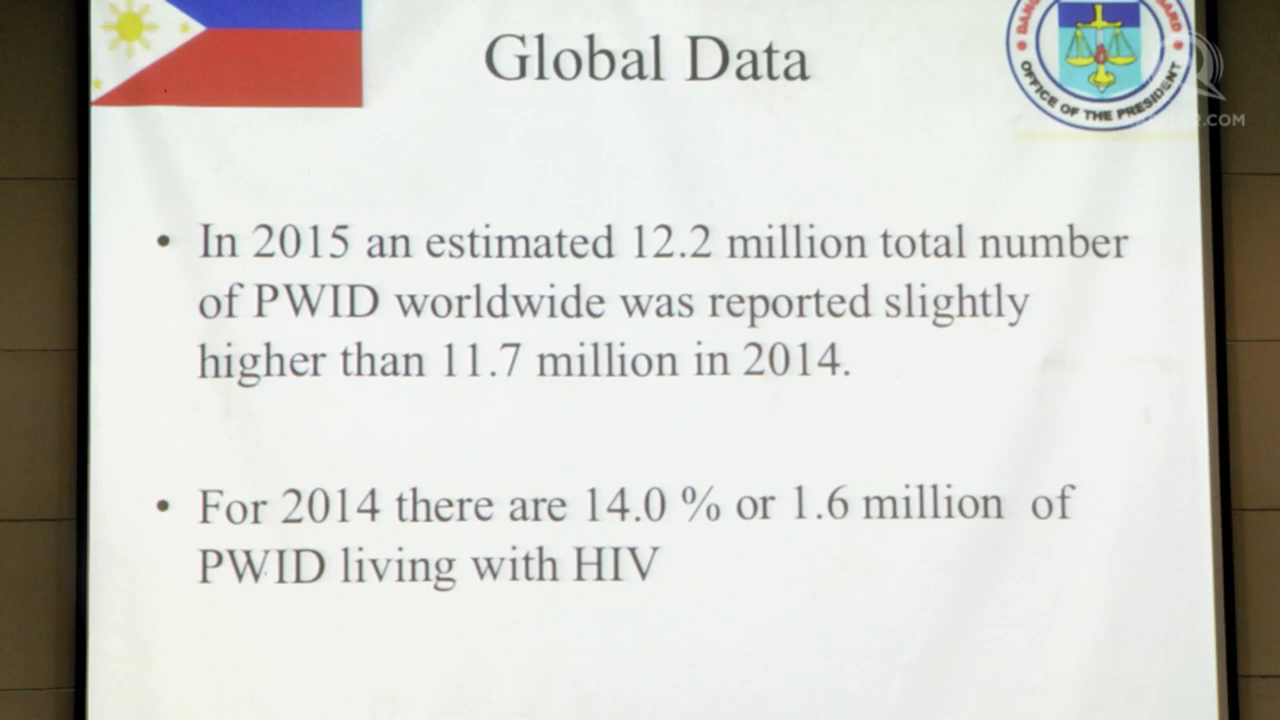 Global Data
OFFICE OF THE PRESIDENT
.COM
• In 2015 an estimated 12.2 million total number
of PWID worldwide was reported slightly
higher than 11.7 million in 2014.
• For 2014 there are 14.0 % or 1.6 million of
PWID living with HIV